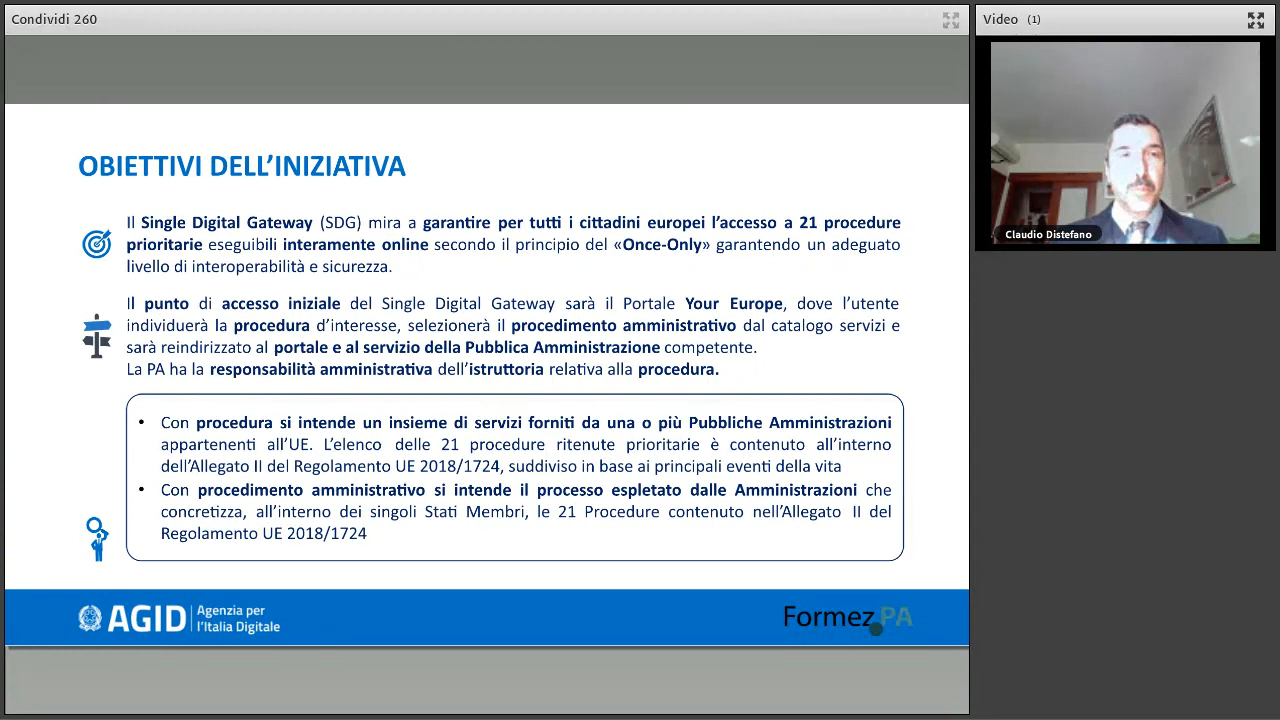 Condividi 260
Video (1)
OBIETTIVI DELL’INIZIATIVA
Il Single Digital Gateway (SDG) mira a garantire per tutti i cittadini europei l’accesso a 21 procedure
prioritarie eseguibili interamente online secondo il principio del «Once-Only» garantendo un adeguato
livello di interoperabilità e sicurezza.
Il punto di accesso iniziale del Single Digital Gateway sarà il Portale Your Europe, dove l’utente
individuerà la procedura d’interesse, selezionerà il procedimento amministrativo dal catalogo servizi e
sarà reindirizzato al portale e al servizio della Pubblica Amministrazione competente.
La PA ha la responsabilità amministrativa dell’istruttoria relativa alla procedura.
• Con procedura si intende un insieme di servizi forniti da una o più Pubbliche Amministrazioni
appartenenti all’UE. L’elenco delle 21 procedure ritenute prioritarie è contenuto all’interno
dell’Allegato II del Regolamento UE 2018/1724, suddiviso in base ai principali eventi della vita
• Con procedimento amministrativo si intende il processo espletato dalle Amministrazioni che
concretizza, all’interno dei singoli Stati Membri, le 21 Procedure contenuto nell’Allegato II del
Regolamento UE 2018/1724
AGID Agenzia per
l’Italia Digitale
Formez PA
Claudio Distefano